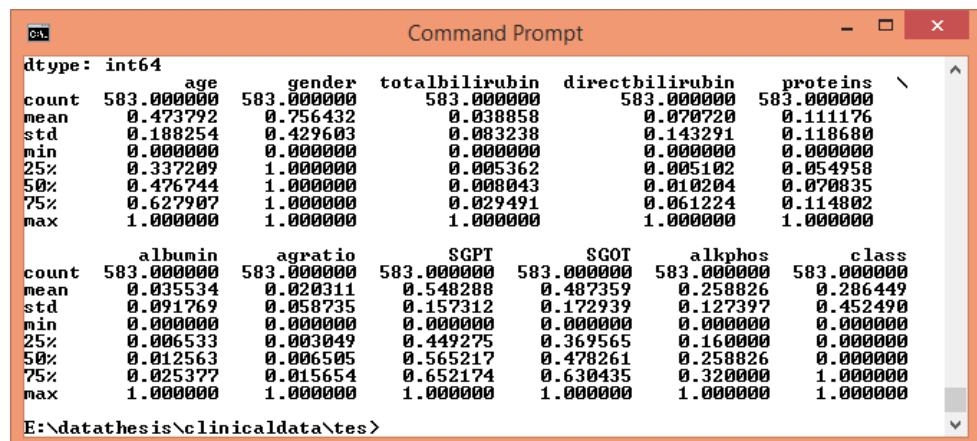 Command Prompt
dtype: int64
age gender totalbilirubin directbilirubin proteins \
count 583.000000 583.000000 583.000000 583.000000 583.000000
mean 0.473792 0.756432 0.038858 0.070720 0.111176
std 0.188254 0.429603 0.083238 0.143291 0.118680
min 0.000000 0.000000 0.000000 0.000000 0.000000
25% 0.337209 1.000000 0.005362 0.005102 0.054958
50% 0.476744 1.000000 0.008043 0.010204 0.070835
75% 0.627907 1.000000 0.029491 0.061224 0.114802
max 1.000000 1.000000 1.000000 1.000000 1.000000
albumin agratio SGPT SGOT alkphos class
count 583.000000 583.000000 583.000000 583.000000 583.000000 583.000000
mean 0.035534 0.020311 0.548288 0.487359 0.258826 0.286449
std 0.091769 0.058735 0.157312 0.172939 0.127397 0.452490
min 0.000000 0.000000 0.000000 0.000000 0.000000 0.000000
25% 0.006533 0.003049 0.449275 0.369565 0.160000 0.000000
50% 0.012563 0.006505 0.565217 0.478261 0.258826 0.000000
75% 0.025377 0.015654 0.652174 0.630435 0.320000 1.000000
max 1.000000 1.000000 1.000000 1.000000 1.000000 1.000000
E:\datathesis\clinicaldata\tes>